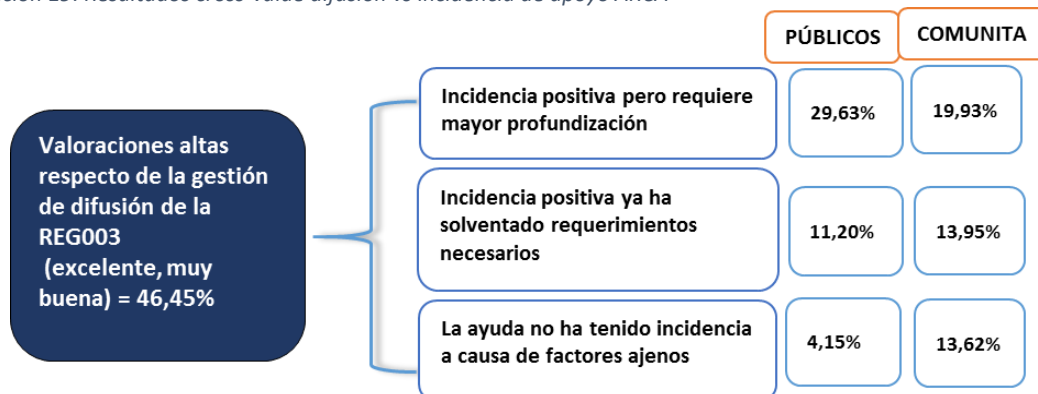 PÚBLICOS COMUNITA
Valoraciones altas
respecto de la gestión
de difusión de la
REG003
(excelente, muy
buena) = 46,45%
Incidencia positiva pero requiere
mayor profundización
29,63% 19,93%
Incidencia positiva ya ha
solventado requerimientos
necesarios
11,20% 13,95%
La ayuda no ha tenido incidencia
a causa de factores ajenos
4,15% 13,62%